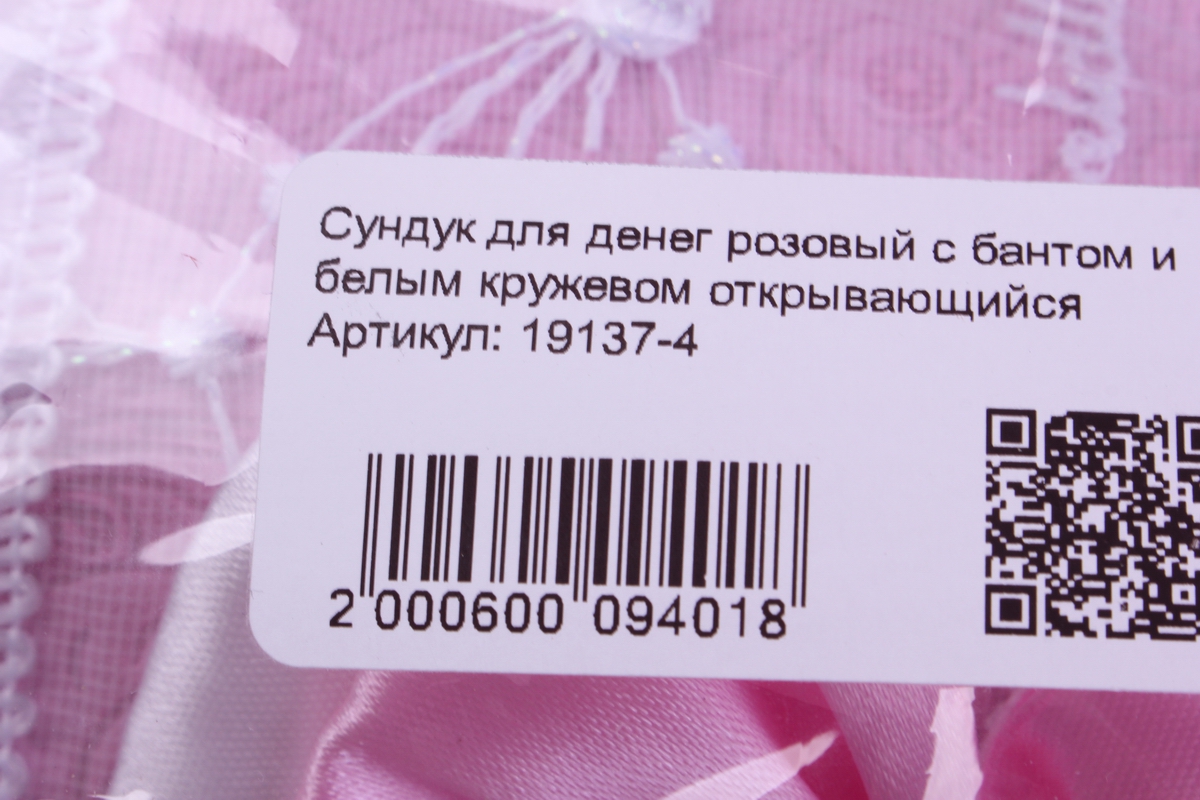 Сундук для денег розовый с бантом и
белым кружевом открывающийся
Артикул: 19137-4
2 000600 094018